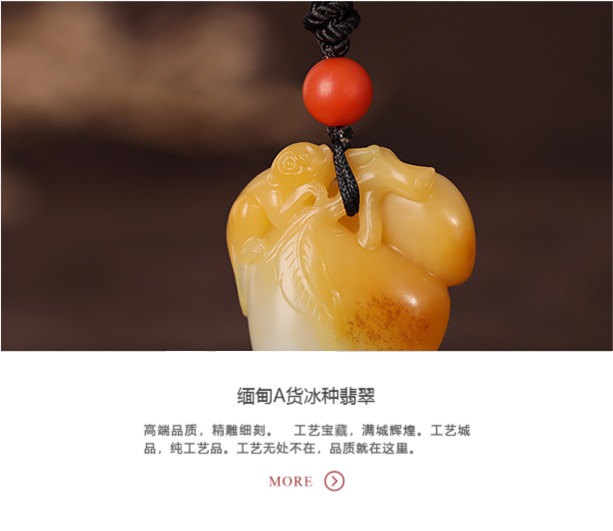 缅甸A货冰种翡翠
高端品质，精雕细刻。　工艺宝藏，满城辉煌。工艺城
品，纯工艺品。工艺无处不在，品质就在这里。
MORE